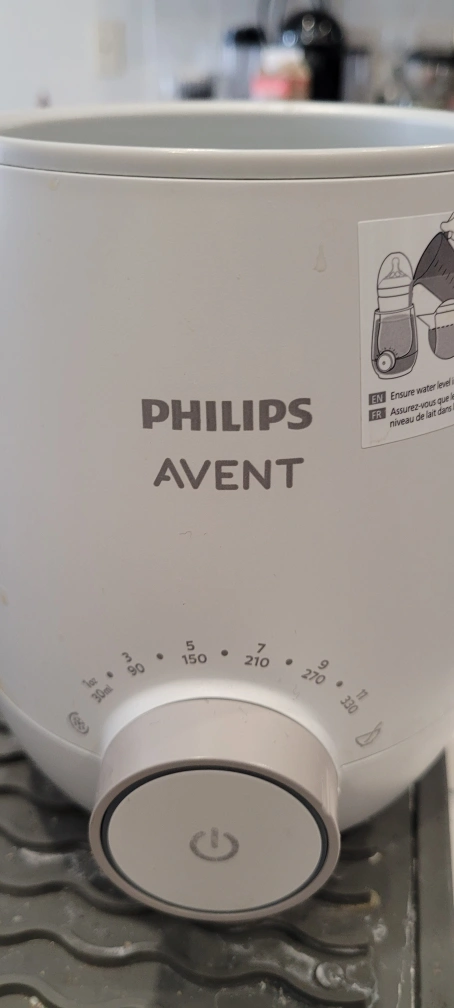 PHILIPS
AVENT
EN Ensure water level i
FR Assurez-vous que le
niveau de lait dans l
1oz 3 5 7 9 11
30ml 90 150 210 270 330